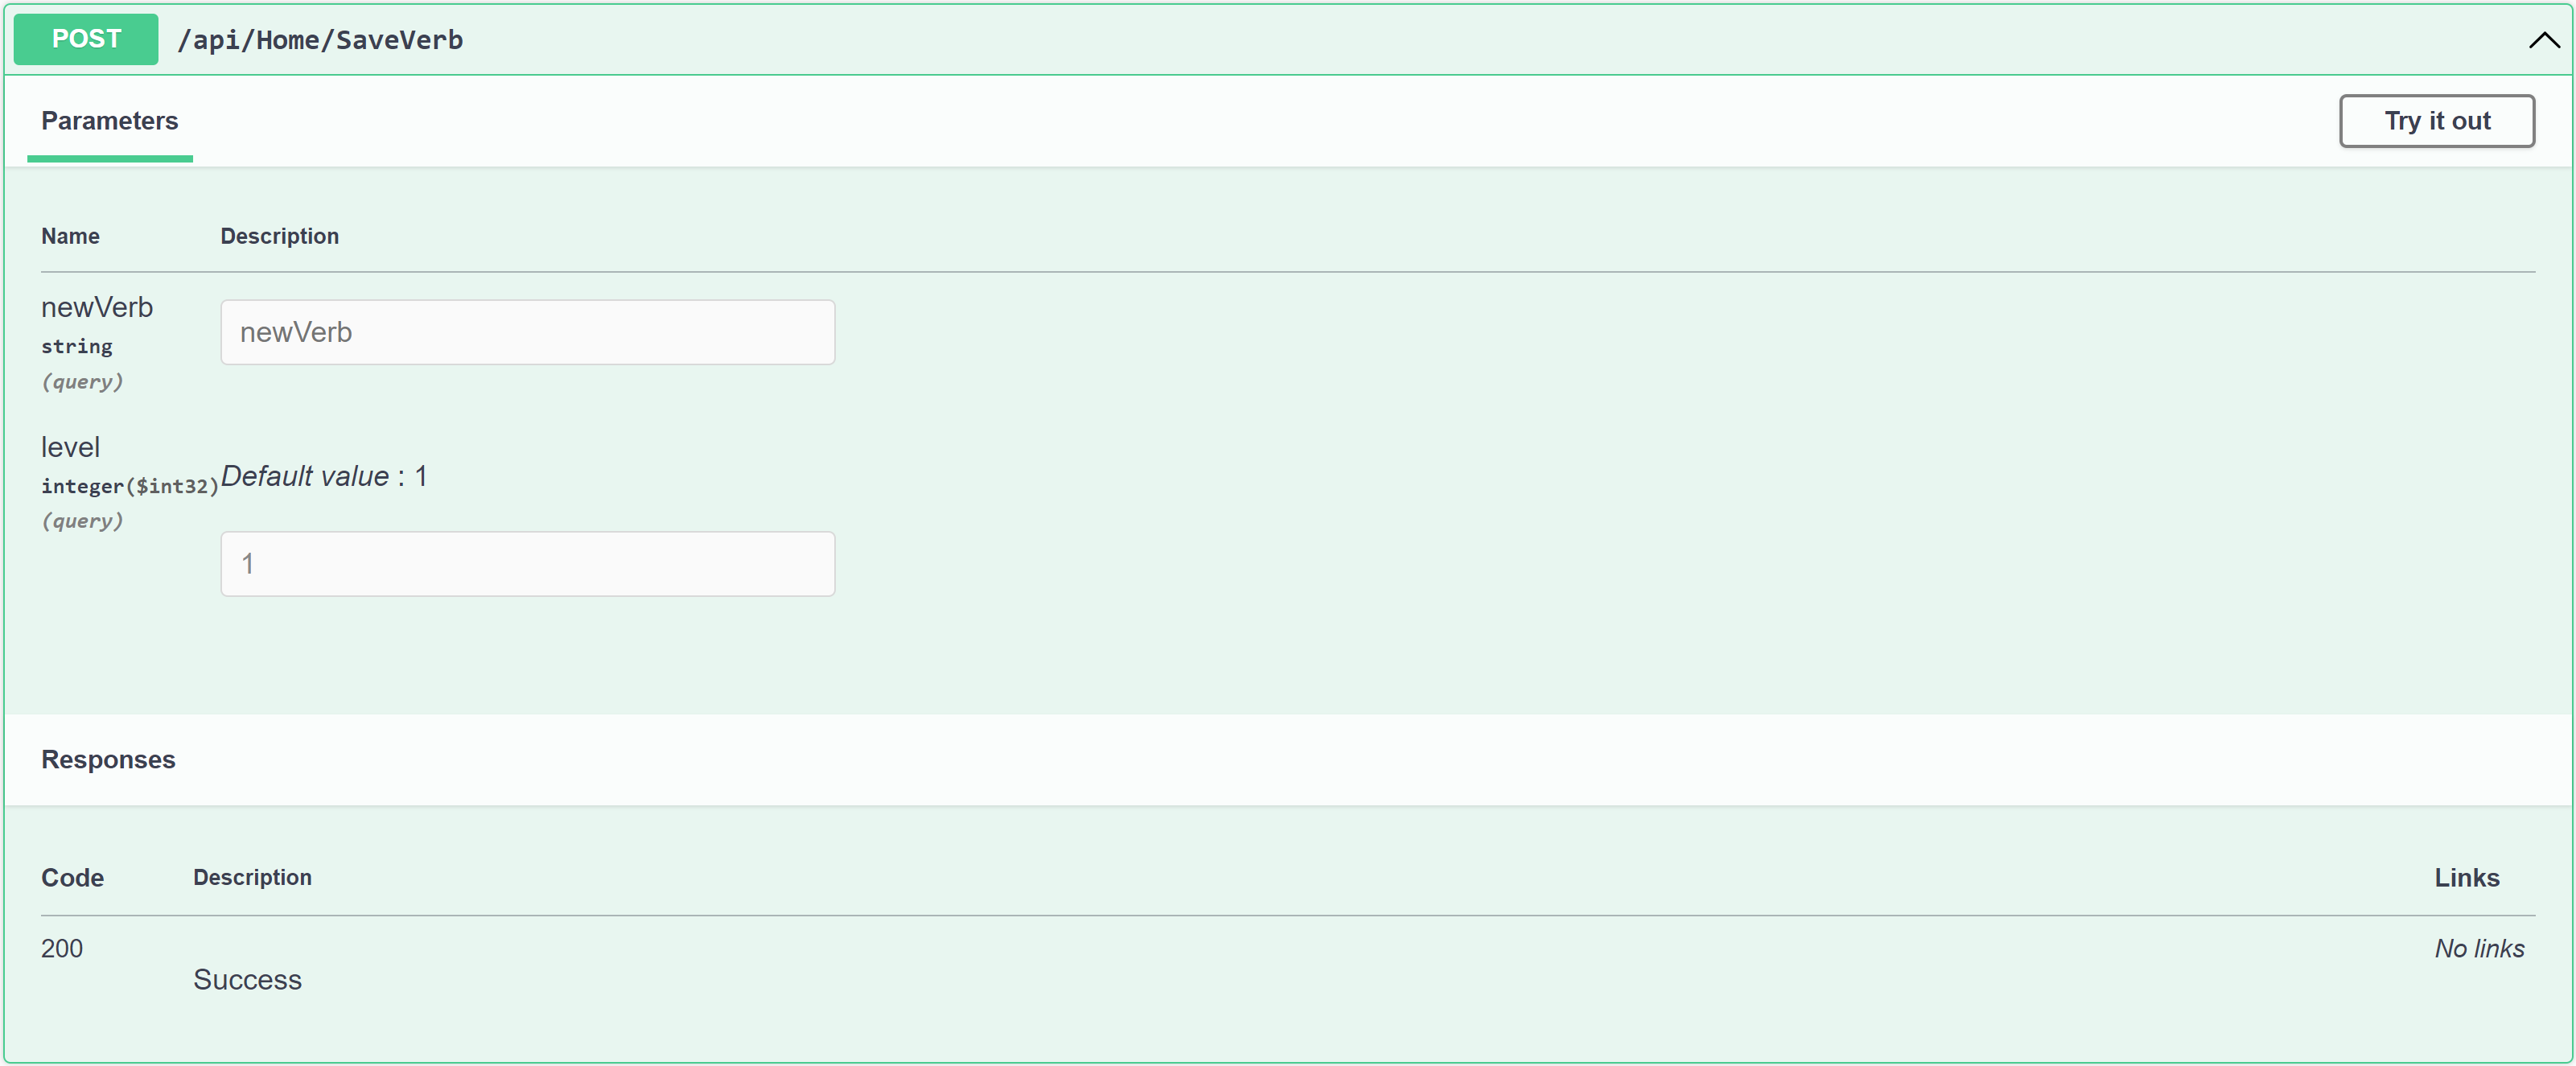 POST /api/Home/SaveVerb
Parameters
Try it out
Name Description
newVerb
string
(query)
newVerb
level
integer($int32)
(query)
Default value : 1
1
Responses
Code Description Links
200
Success
No links